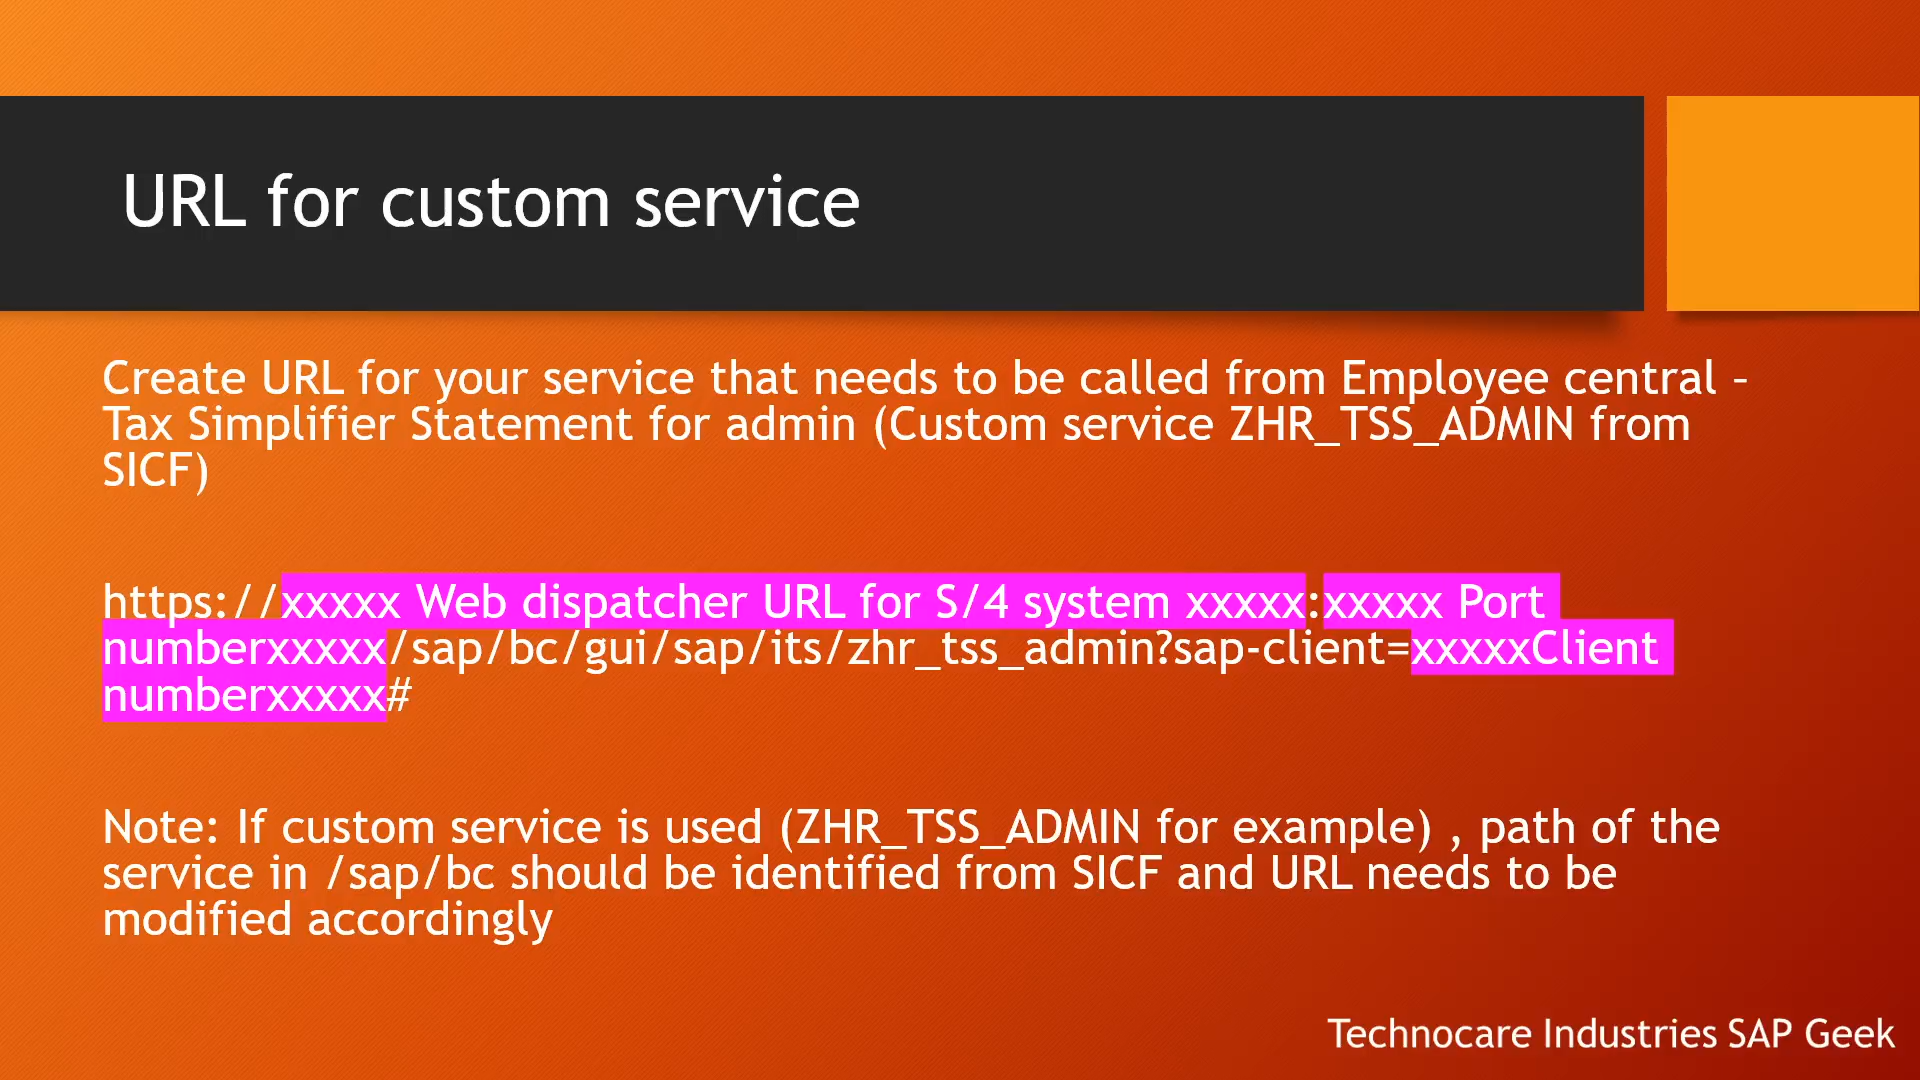 URL for custom service
Create URL for your service that needs to be called from Employee central –
Tax Simplifier Statement for admin (Custom service ZHR_TSS_ADMIN from
SICF)
https://xxxxx Web dispatcher URL for S/4 system xxxxx:xxxxx Port
numberxxxxx/sap/bc/gui/sap/its/zhr_tss_admin?sap-client=xxxxxClient
numberxxxxx#
Note: If custom service is used (ZHR_TSS_ADMIN for example) , path of the
service in /sap/bc should be identified from SICF and URL needs to be
modified accordingly
Technocare Industries SAP Geek